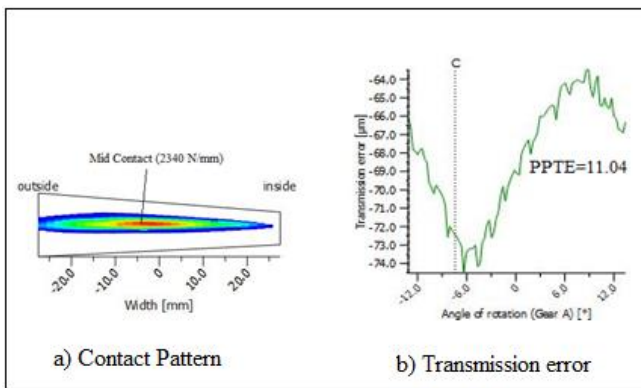 Mid Contact (2340 N/mm)
outside
inside
-20.0
-10.0
0
10.0
20.0
Width [mm]
a) Contact Pattern
C
-64.0
-65.0
-66.0
-67.0
-68.0
-69.0
-70.0
-71.0
-72.0
-73.0
-74.0
Transmission error [µm]
PPTE=11.04
-12.0
-6.0
0
6.0
12.0
Angle of rotation (Gear A) [°]
b) Transmission error